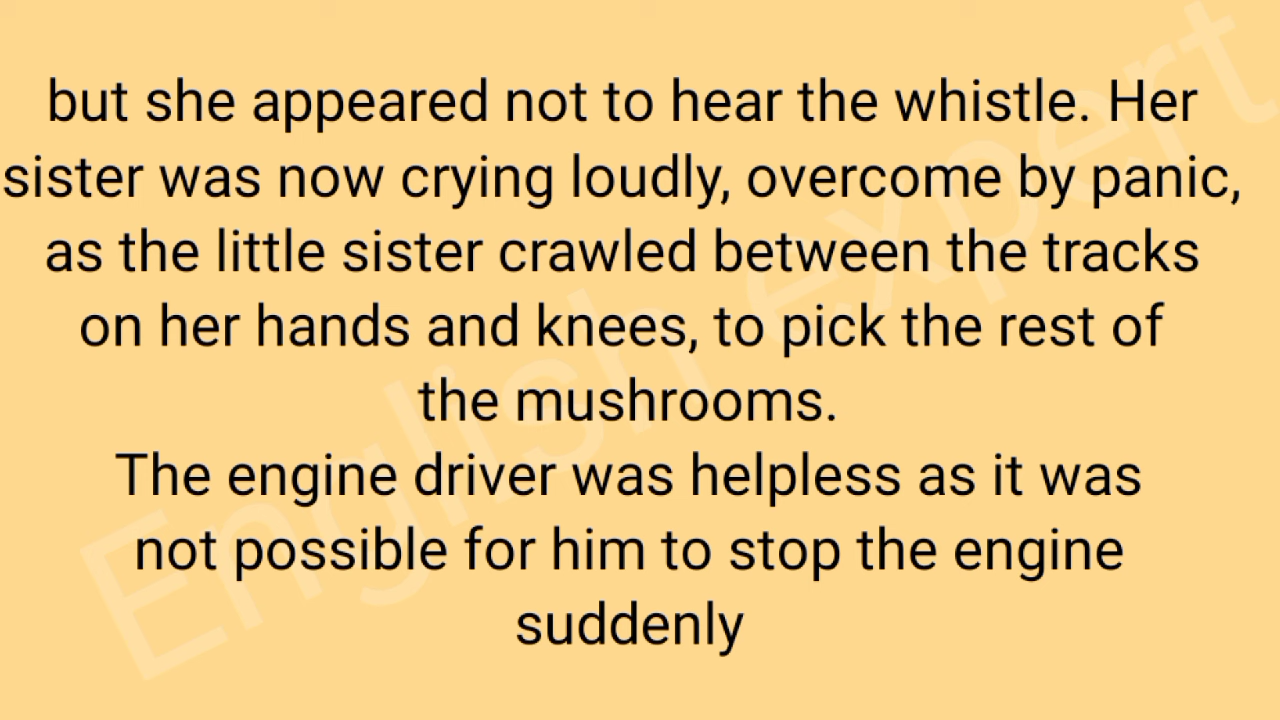 but she appeared not to hear the whistle. Her
sister was now crying loudly, overcome by panic,
as the little sister crawled between the tracks
on her hands and knees, to pick the rest of
the mushrooms.
The engine driver was helpless as it was
not possible for him to stop the engine
suddenly
English expert